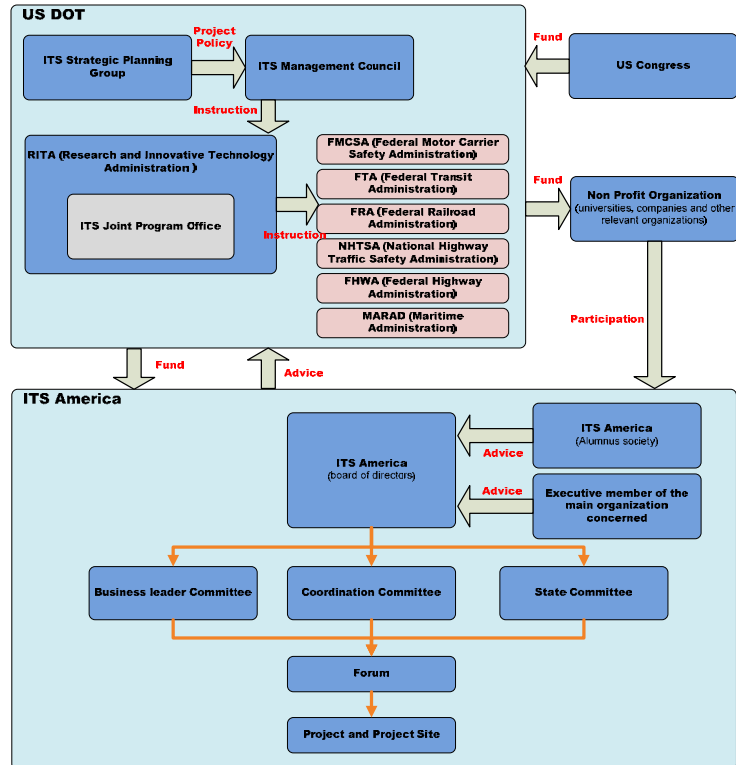 US DOT
Project
Policy
ITS Strategic Planning
Group
ITS Management Council
Fund
US Congress
Instruction
RITA (Research and Innovative Technology
Administration )
ITS Joint Program Office
Instruction
FMCSA (Federal Motor Carrier
Safety Administration)
FTA (Federal Transit
Administration)
FRA (Federal Railroad
Administration)
NHTSA (National Highway
Traffic Safety Administration)
FHWA (Federal Highway
Administration)
MARAD (Maritime
Administration)
Fund
Non Profit Organization
(universities, companies and other
relevant organizations)
Participation
Fund
Advice
ITS America
ITS America
(board of directors)
Advice
ITS America
(Alumnus society)
Advice
Executive member of the
main organization
concerned
Business leader Committee
Coordination Committee
State Committee
Forum
Project and Project Site